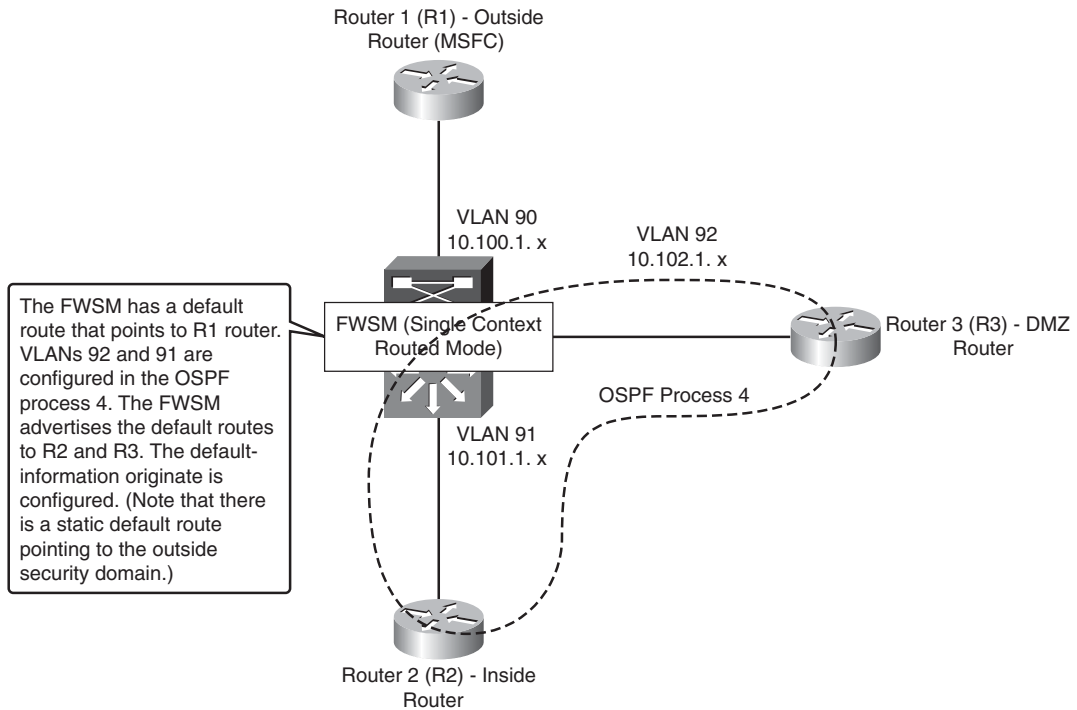 Router 1 (R1) - Outside
Router (MSFC)
VLAN 90
10.100.1. x
VLAN 92
10.102.1. x
The FWSM has a default
route that points to R1 router.
VLANs 92 and 91 are
configured in the OSPF
process 4. The FWSM
advertises the default routes
to R2 and R3. The default-
information originate is
configured. (Note that there
is a static default route
pointing to the outside
security domain.)
FWSM (Single Context
Routed Mode)
Router 3 (R3) - DMZ
Router
OSPF Process 4
VLAN 91
10.101.1. x
Router 2 (R2) - Inside
Router